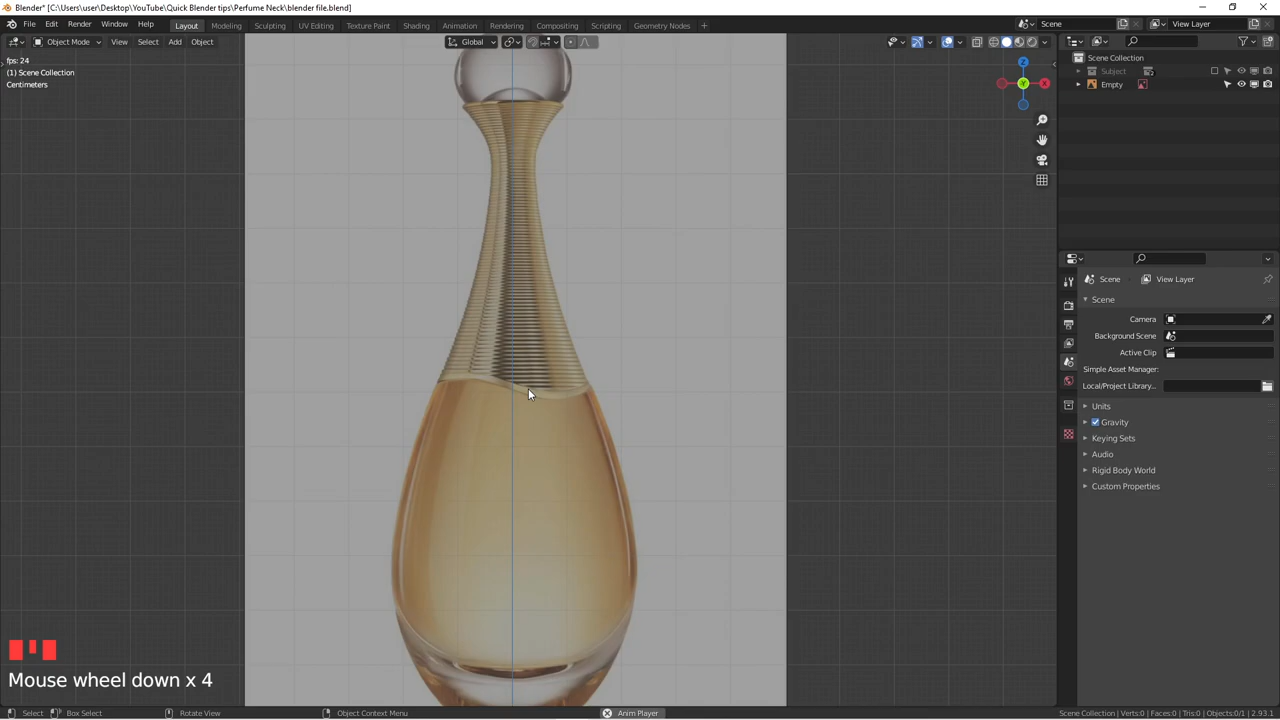 Blender* [C:\Users\user\Desktop\YouTube\Quick Blender tips\Perfume Neck\blender file.blend]
File Edit Render Window Help Layout Modeling Sculpting UV Editing Texture Paint Shading Animation Rendering Compositing Scripting Geometry Nodes + Scene View Layer
Object Mode View Select Add Object Global
fps: 24
(1) Scene Collection
Centimeters
Z
Y
X
Scene Collection
Subject
Empty
Scene View Layer
Scene
Camera
Background Scene
Active Clip
Simple Asset Manager:
Local/Project Library...
Units
Gravity
Keying Sets
Audio
Rigid Body World
Custom Properties
Mouse wheel down x 4
Select Box Select Rotate View Object Context Menu Anim Player Scene Collection | Verts:0 | Faces:0 | Tris:0 | Objects:0/1 | 2.93.1